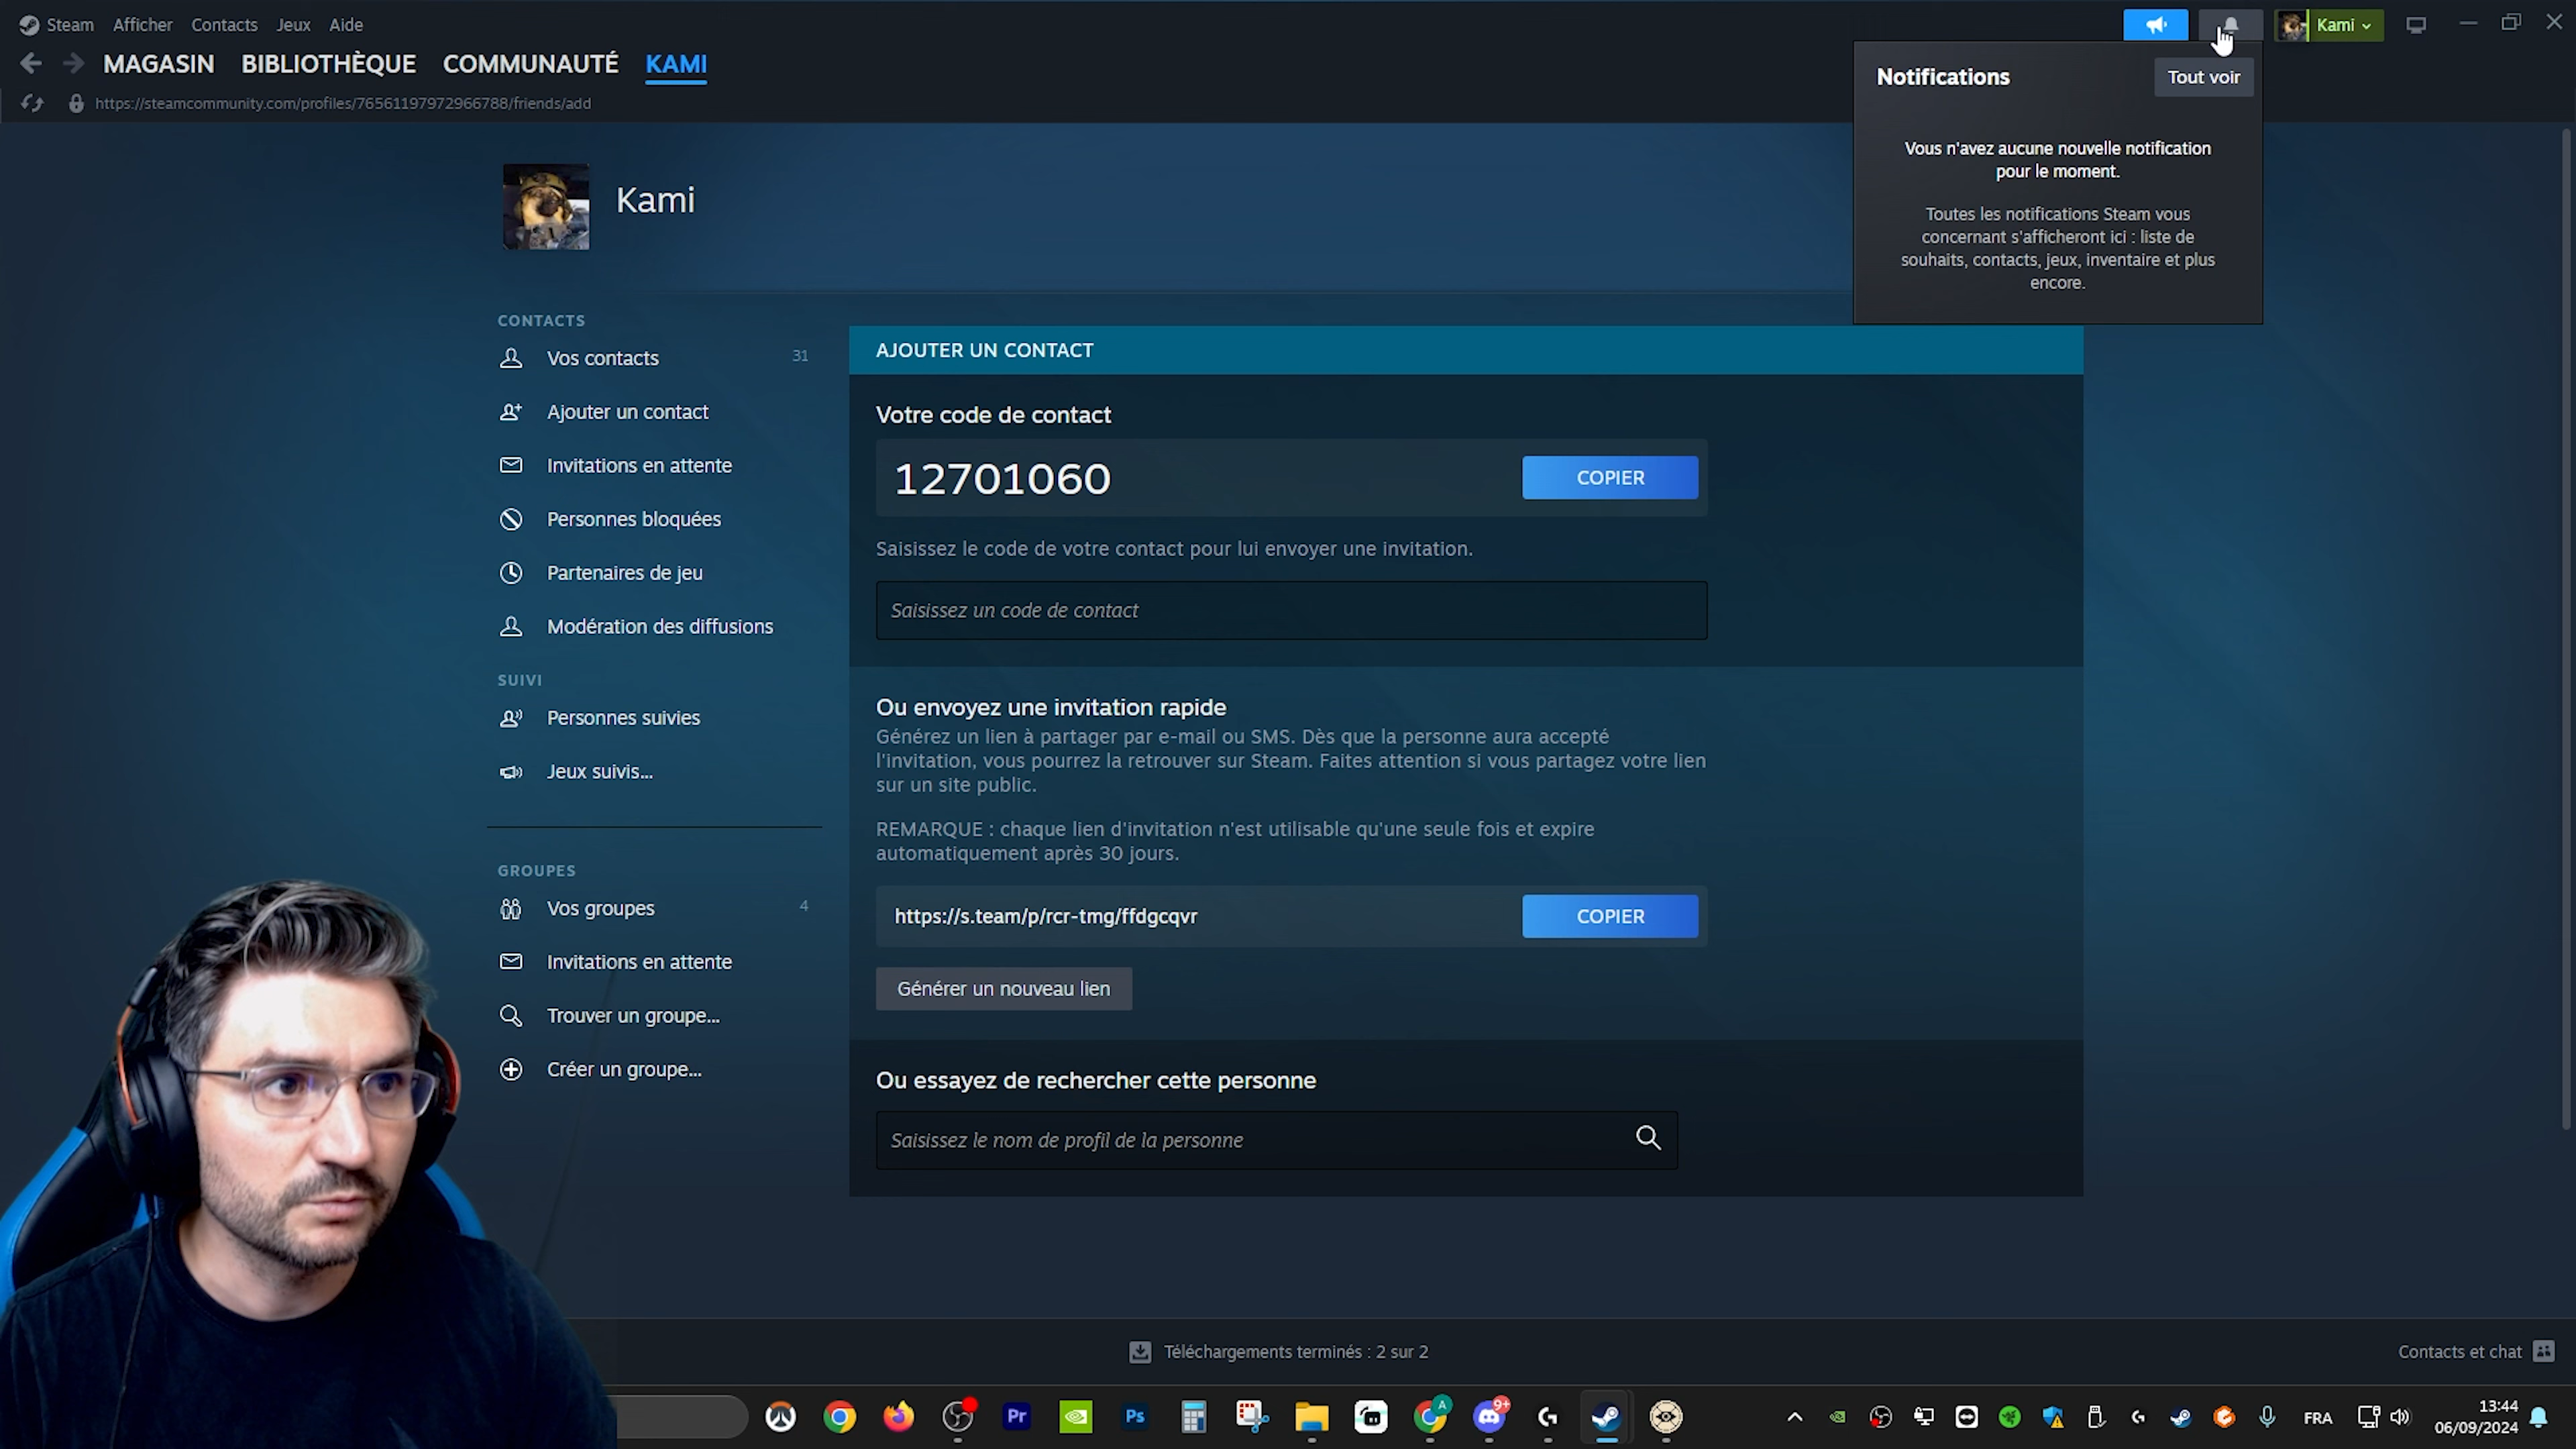 Steam Afficher Contacts Jeux Aide
Kami
MAGASIN BIBLIOTHÈQUE COMMUNAUTÉ KAMI
https://steamcommunity.com/profiles/76561197972966788/friends/add
Notifications
Tout voir
Vous n'avez aucune nouvelle notification
pour le moment.
Toutes les notifications Steam vous
concernant s'afficheront ici : liste de
souhaits, contacts, jeux, inventaire et plus
encore.
Kami
CONTACTS
Vos contacts 31
Ajouter un contact
Invitations en attente
Personnes bloquées
Partenaires de jeu
Modération des diffusions
SUIVI
Personnes suivies
Jeux suivis...
GROUPES
Vos groupes 4
Invitations en attente
Trouver un groupe...
Créer un groupe...
AJOUTER UN CONTACT
Votre code de contact
12701060
COPIER
Saisissez le code de votre contact pour lui envoyer une invitation.
Saisissez un code de contact
Ou envoyez une invitation rapide
Générez un lien à partager par e-mail ou SMS. Dès que la personne aura accepté
l'invitation, vous pourrez la retrouver sur Steam. Faites attention si vous partagez votre lien
sur un site public.
REMARQUE : chaque lien d'invitation n'est utilisable qu'une seule fois et expire
automatiquement après 30 jours.
https://s.team/p/rcr-tmg/ffdgcqvr
COPIER
Générer un nouveau lien
Ou essayez de rechercher cette personne
Saisissez le nom de profil de la personne
Téléchargements terminés : 2 sur 2
Contacts et chat
Pr
Ps
A
9+
FRA
13:44
06/09/2024